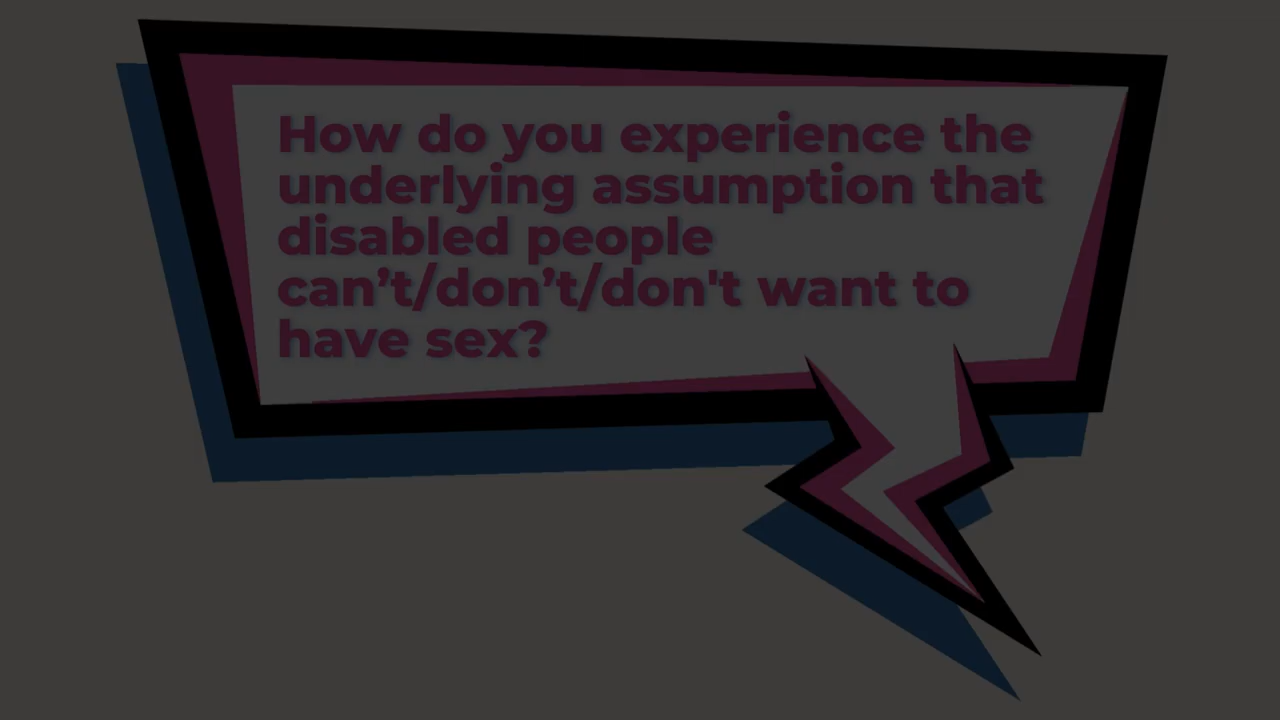 How do you experience the
underlying assumption that
disabled people
can’t/don’t/don't want to
have sex?